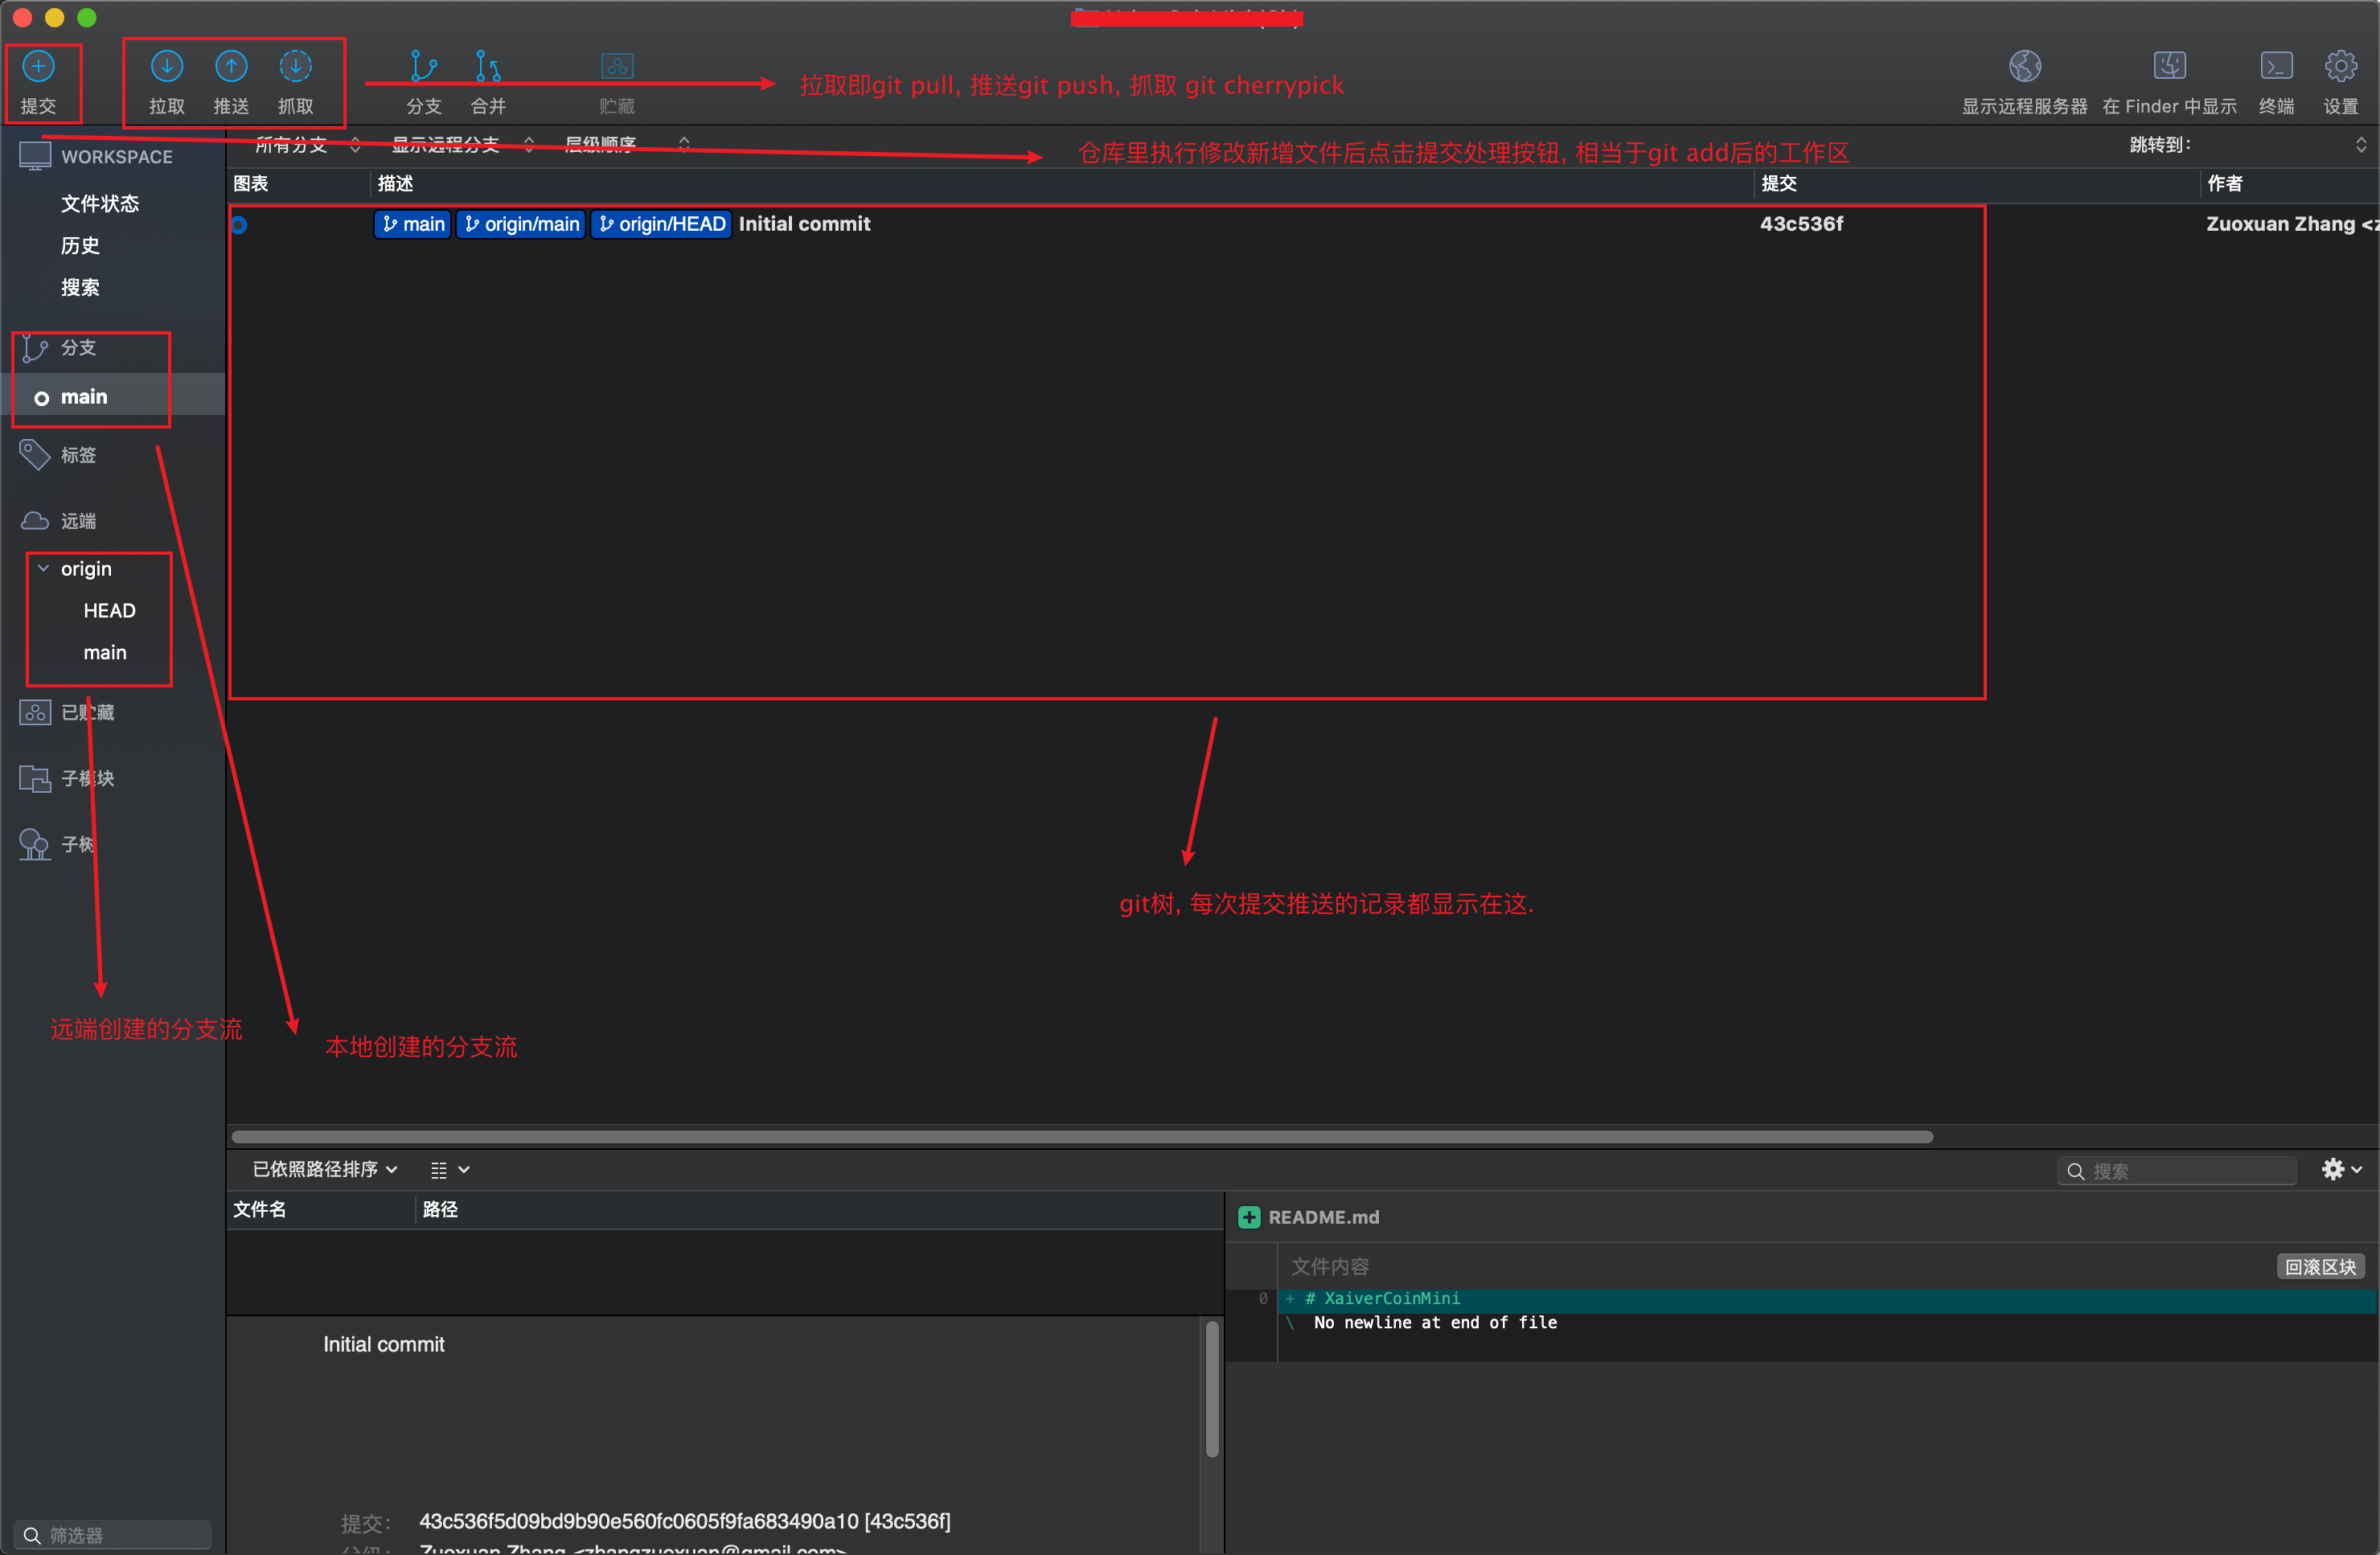 提交
拉取 推送 抓取
分支 合并
贮藏
拉取即git pull, 推送git push, 抓取 git cherrypick
显示远程服务器 在 Finder 中显示 终端 设置
WORKSPACE
所有分支 显示远程分支 层级顺序
仓库里执行修改新增文件后点击提交处理按钮, 相当于git add后的工作区
跳转到:
图表 描述 提交 作者
main origin/main origin/HEAD Initial commit 43c536f Zuoxuan Zhang <z
文件状态
历史
搜索
分支
main
标签
远端
origin
HEAD
main
已贮藏
子模块
子树
git树, 每次提交推送的记录都显示在这.
远端创建的分支流
本地创建的分支流
已依照路径排序
搜索
文件名 路径
README.md
文件内容 回滚区块
0 + # XaiverCoinMini
\ No newline at end of file
Initial commit
提交: 43c536f5d09bd9b90e560fc0605f9fa683490a10 [43c536f]
Zuoxuan Zhang <zhangzuoxuan@gmail.com>
筛选器